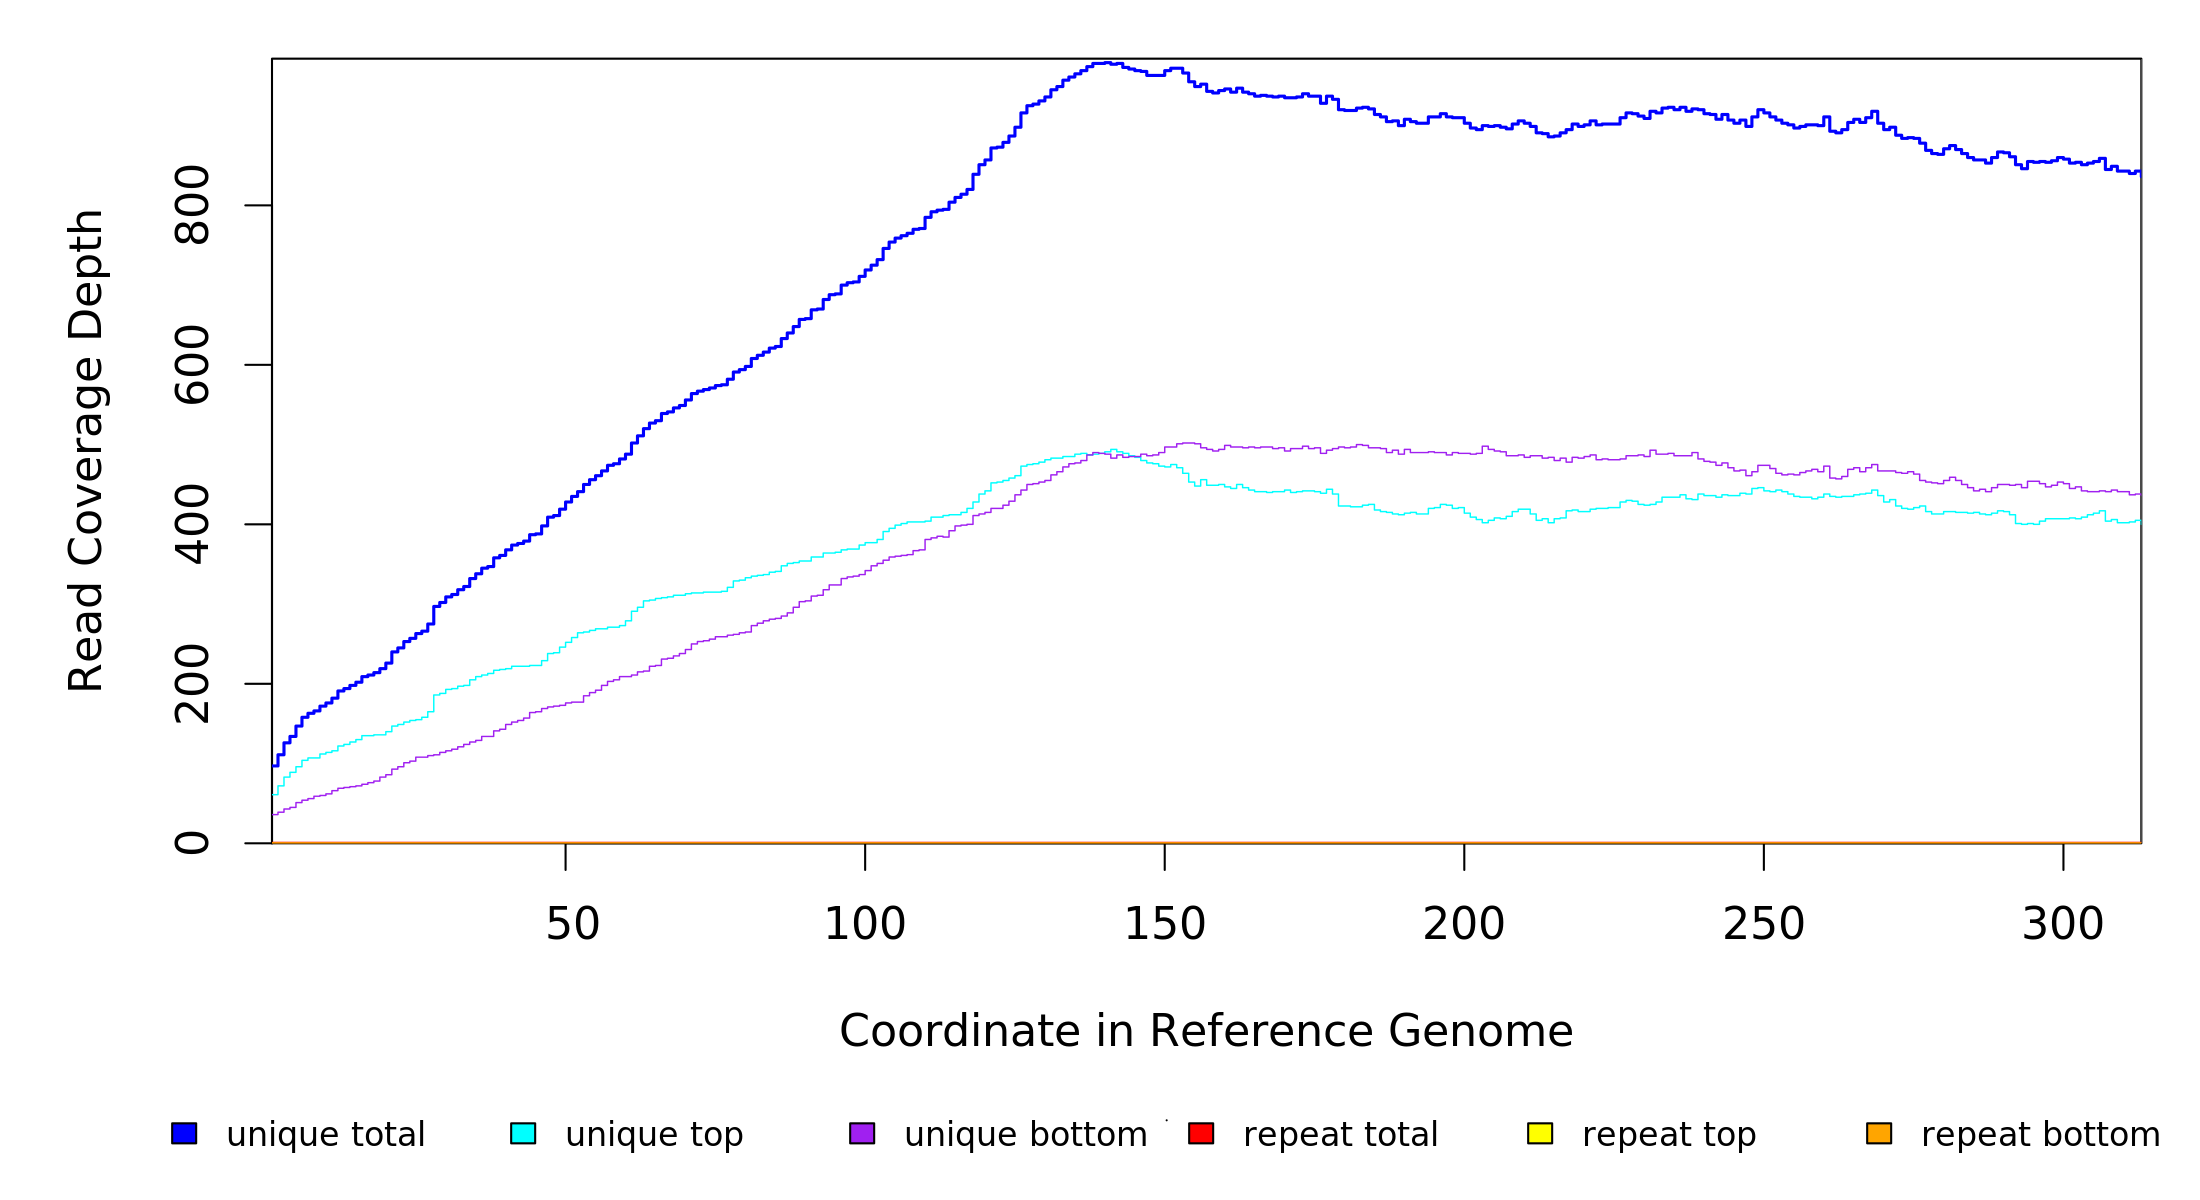 Read Coverage Depth
800
600
400
200
0
50 100 150 200 250 300
Coordinate in Reference Genome
unique total unique top unique bottom repeat total repeat top repeat bottom